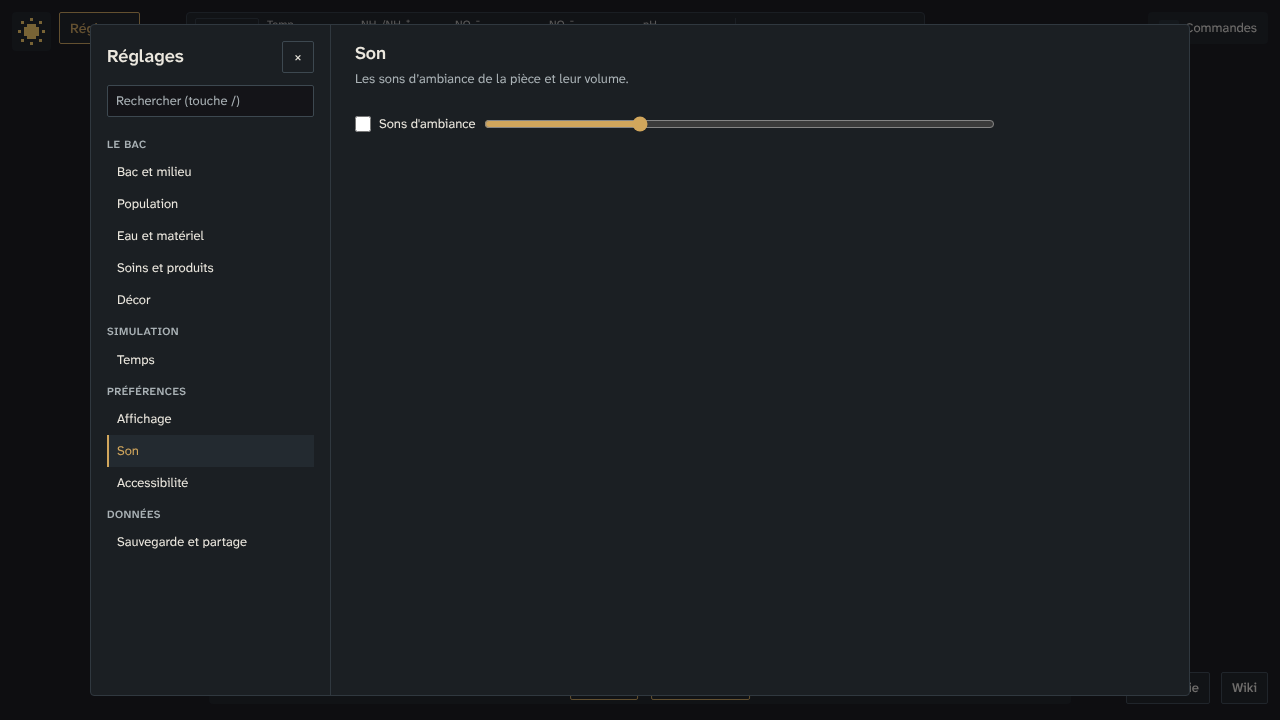 Temp
pH
Commandes
Réglages
×
Rechercher (touche /)
LE BAC
Bac et milieu
Population
Eau et matériel
Soins et produits
Décor
SIMULATION
Temps
PRÉFÉRENCES
Affichage
Son
Accessibilité
DONNÉES
Sauvegarde et partage
Son
Les sons d'ambiance de la pièce et leur volume.
Sons d'ambiance
Wiki